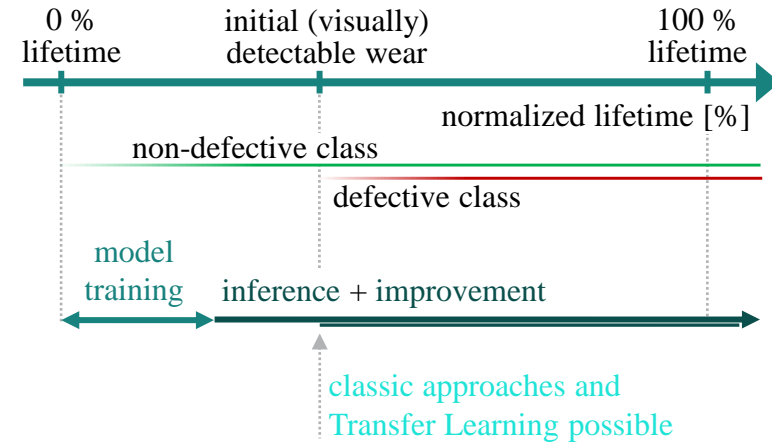 0 %
lifetime
initial (visually)
detectable wear
100 %
lifetime
normalized lifetime [%]
non-defective class
defective class
model
training
inference + improvement
classic approaches and
Transfer Learning possible